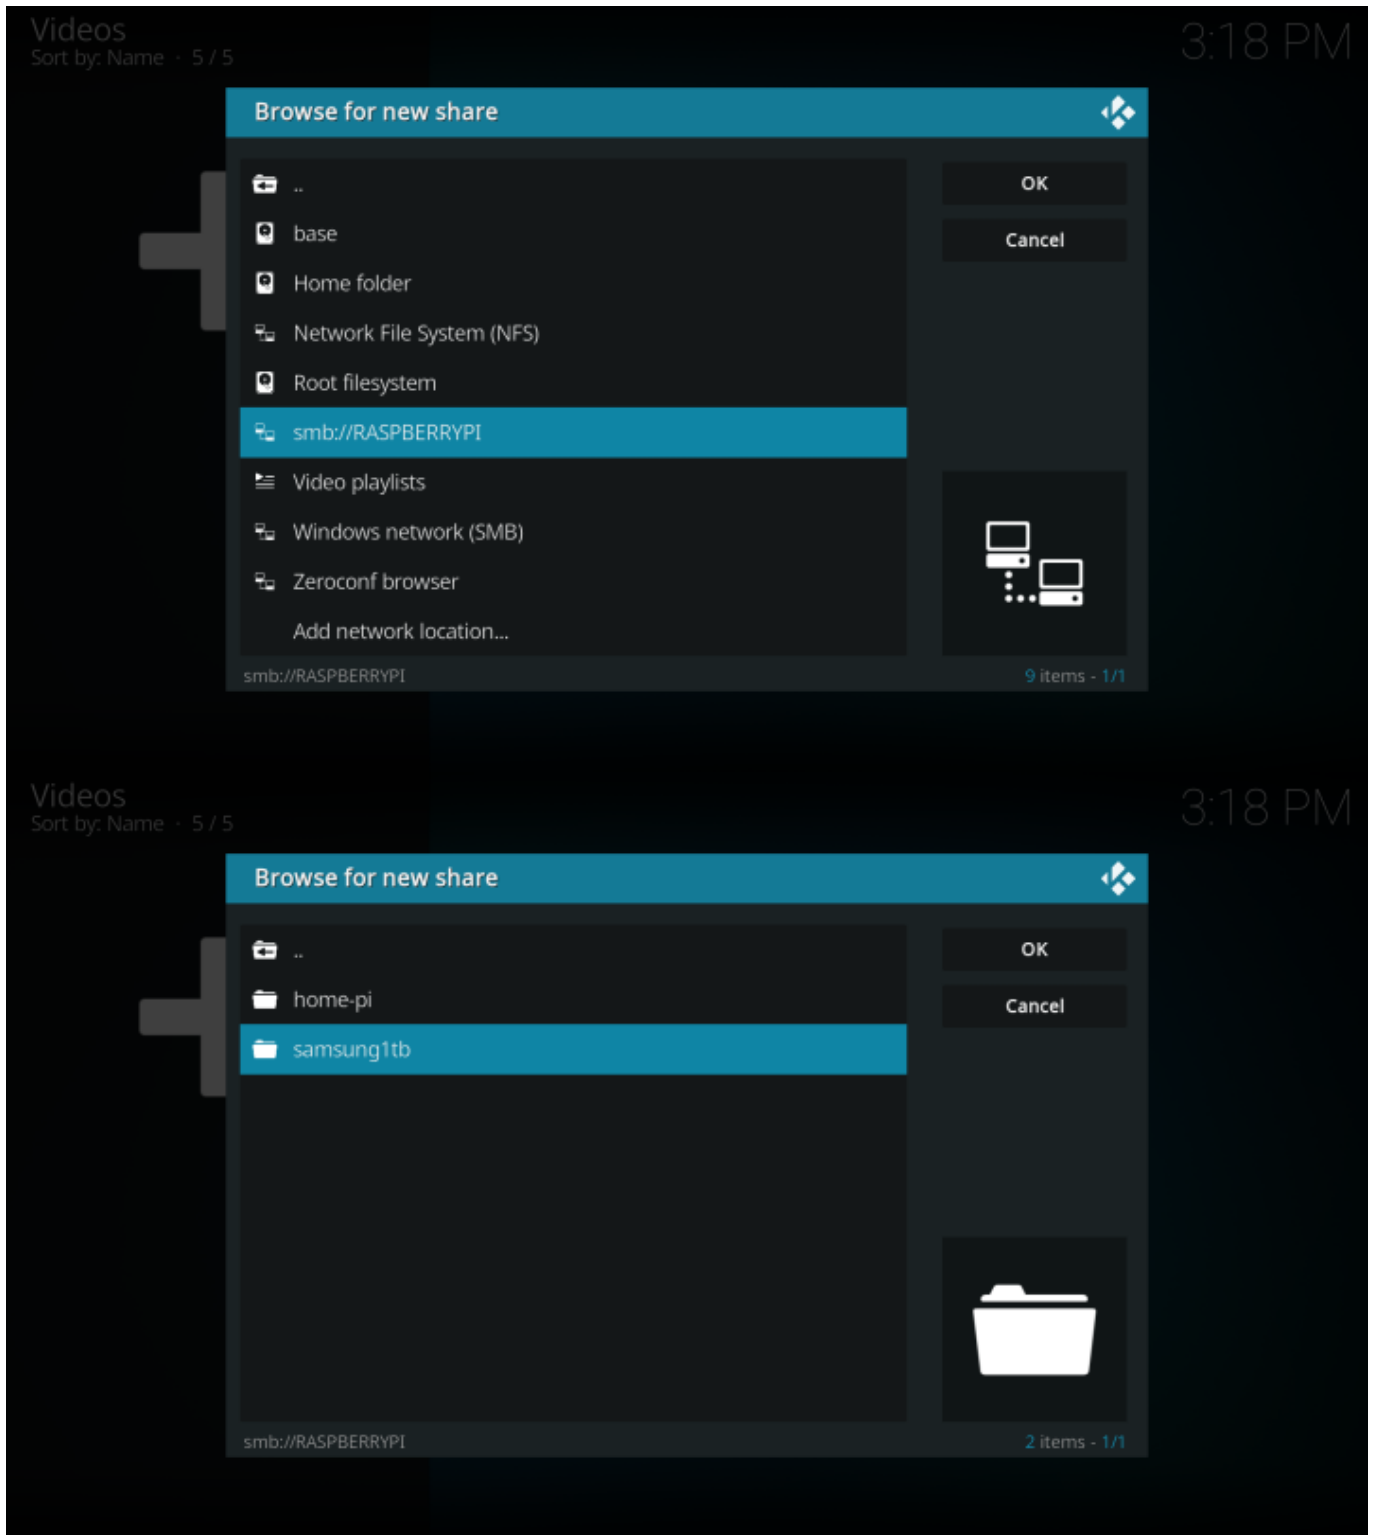 Videos
Sort by: Name · 5 / 5
3:18 PM
Browse for new share
..
base
Home folder
Network File System (NFS)
Root filesystem
smb://RASPBERRYPI
Video playlists
Windows network (SMB)
Zeroconf browser
Add network location...
OK
Cancel
smb://RASPBERRYPI
9 items - 1/1
Videos
Sort by: Name · 5 / 5
3:18 PM
Browse for new share
..
home-pi
samsung1tb
OK
Cancel
smb://RASPBERRYPI
2 items - 1/1